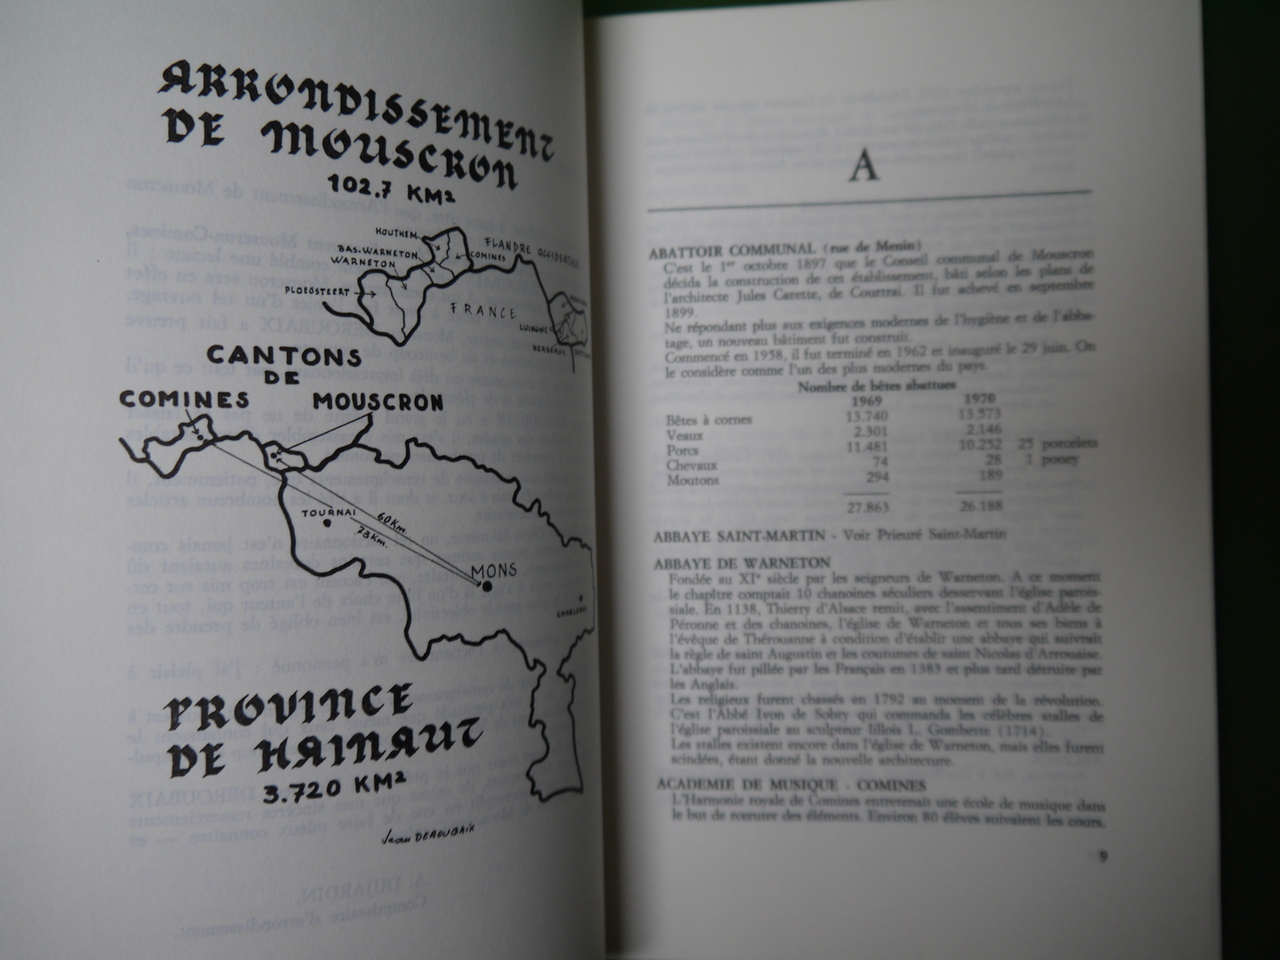 ARRONDISSEMENT
DE MOUSCRON
102.7 KM²
HOUTHEM
FLANDRE OCCIDENTALE
BAS-WARNETON
COMINES
WARNETON
PLOEGSTEERT
FRANCE
LUINGNE
HERSEAUX
CANTONS
DE
COMINES
MOUSCRON
TOURNAI
60 Km.
73 Km.
MONS
CHARLEROI
PROVINCE
DE HAINAUT
3.720 KM²
Jean DEROUBAIX
A
ABATTOIR COMMUNAL (rue de Menin)
C'est le 1er octobre 1897 que le Conseil communal de Mouscron
décida la construction de cet établissement, bâti selon les plans de
l'architecte Jules Carette, de Courtrai. Il fut achevé en septembre
1899.
Ne répondant plus aux exigences modernes de l'hygiène et de l'abba-
tage, un nouveau bâtiment fut construit.
Commencé en 1958, il fut terminé en 1962 et inauguré le 29 juin. On
le considère comme l'un des plus modernes du pays.
Nombre de bêtes abattues
1969 1970
Bêtes à cornes 13.740 13.573
Veaux 2.301 2.146
Porcs 11.481 10.252 25 porcelets
Chevaux 74 28 1 poney
Moutons 294 189
27.863 26.188
ABBAYE SAINT-MARTIN - Voir Prieuré Saint-Martin
ABBAYE DE WARNETON
Fondée au XIe siècle par les seigneurs de Warneton. A ce moment
le chapître comptait 10 chanoines séculiers desservant l'église parois-
siale. En 1138, Thierry d'Alsace remit, avec l'assentiment d'Adèle de
Péronne et des chanoines, l'église de Warneton et tous ses biens à
l'évêque de Thérouanne à condition d'établir une abbaye qui suivrait
la règle de saint Augustin et les coutumes de saint Nicolas d'Arrouaise.
L'abbaye fut pillée par les Français en 1383 et plus tard détruite par
les Anglais.
Les religieux furent chassés en 1792 au moment de la révolution.
C'est l'Abbé Ivon de Sobry qui commanda les célèbres stalles de
l'église paroissiale au sculpteur lillois L. Gombette (1714).
Les stalles existent encore dans l'église de Warneton, mais elles furent
scindées, étant donné la nouvelle architecture.
ACADEMIE DE MUSIQUE - COMINES
L'Harmonie royale de Comines entretenait une école de musique dans
le but de recruter des éléments. Environ 80 élèves suivaient les cours.
9